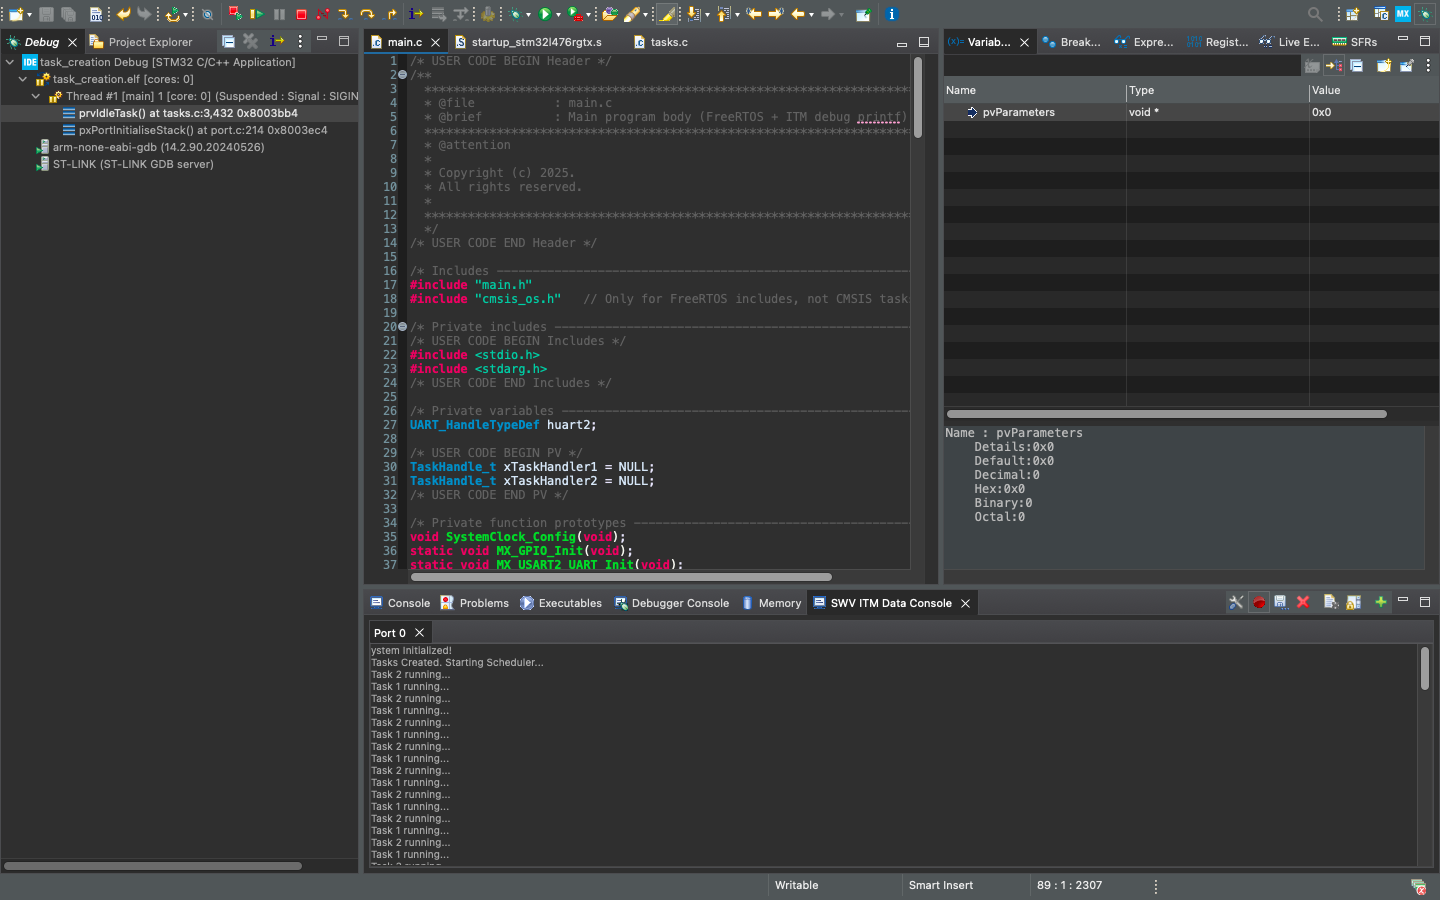 Debug
Project Explorer
IDE task_creation Debug [STM32 C/C++ Application]
task_creation.elf [cores: 0]
Thread #1 [main] 1 [core: 0] (Suspended : Signal : SIGIN
prvIdleTask() at tasks.c:3,432 0x8003bb4
pxPortInitialiseStack() at port.c:214 0x8003ec4
arm-none-eabi-gdb (14.2.90.20240526)
ST-LINK (ST-LINK GDB server)
main.c
startup_stm32l476rgtx.s
tasks.c
1 /* USER CODE BEGIN Header */
2 /**
3 **********************************************************************
4 * @file : main.c
5 * @brief : Main program body (FreeRTOS + ITM debug printf)
6 **********************************************************************
7 * @attention
8 *
9 * Copyright (c) 2025.
10 * All rights reserved.
11 *
12 **********************************************************************
13 */
14 /* USER CODE END Header */
15
16 /* Includes ---------------------------------------------------------
17 #include "main.h"
18 #include "cmsis_os.h" // Only for FreeRTOS includes, not CMSIS task
19
20 /* Private includes -------------------------------------------------
21 /* USER CODE BEGIN Includes */
22 #include <stdio.h>
23 #include <stdarg.h>
24 /* USER CODE END Includes */
25
26 /* Private variables ------------------------------------------------
27 UART_HandleTypeDef huart2;
28
29 /* USER CODE BEGIN PV */
30 TaskHandle_t xTaskHandler1 = NULL;
31 TaskHandle_t xTaskHandler2 = NULL;
32 /* USER CODE END PV */
33
34 /* Private function prototypes --------------------------------------
35 void SystemClock_Config(void);
36 static void MX_GPIO_Init(void);
37 static void MX_USART2_UART_Init(void);
MX
(x)= Variab...
Break...
Expre...
Regist...
Live E...
SFRs
Name Type Value
pvParameters void * 0x0
Name : pvParameters
Details:0x0
Default:0x0
Decimal:0
Hex:0x0
Binary:0
Octal:0
Console
Problems
Executables
Debugger Console
Memory
SWV ITM Data Console
Port 0
ystem Initialized!
Tasks Created. Starting Scheduler...
Task 2 running...
Task 1 running...
Task 2 running...
Task 1 running...
Task 2 running...
Task 1 running...
Task 2 running...
Task 1 running...
Task 2 running...
Task 1 running...
Task 2 running...
Task 1 running...
Task 2 running...
Task 1 running...
Task 2 running...
Task 1 running...
Writable
Smart Insert
89 : 1 : 2307